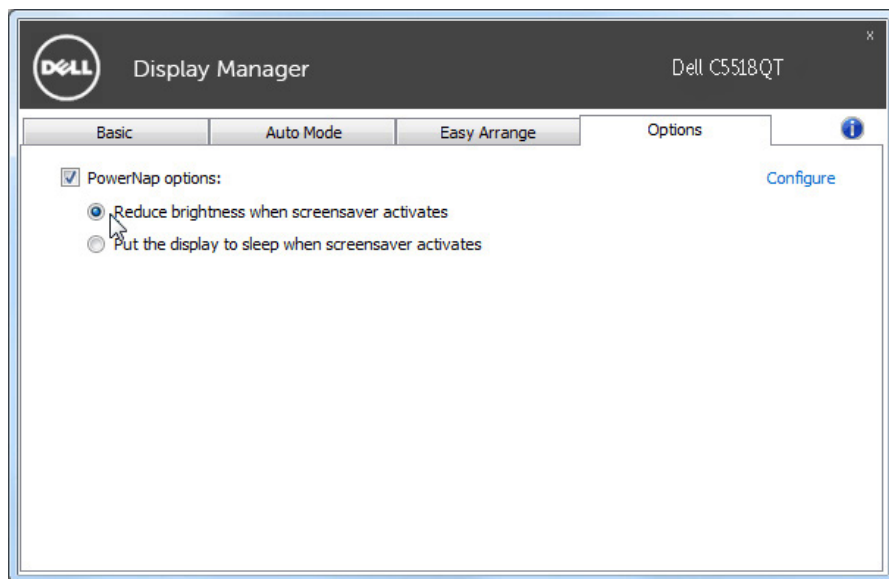 x
DELL Display Manager Dell C5518QT
Basic Auto Mode Easy Arrange Options i
PowerNap options: Configure
Reduce brightness when screensaver activates
Put the display to sleep when screensaver activates